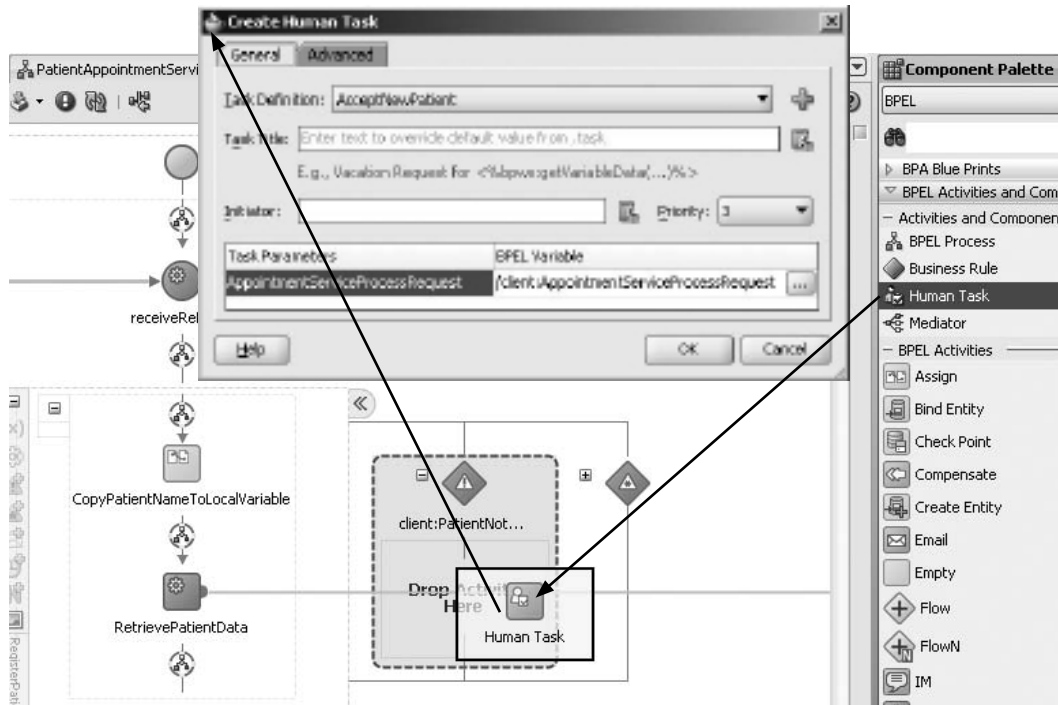 Create Human Task
General Advanced
Task Definition: AcceptNewPatient
Task Title: Enter text to override default value from .task
E.g., Vacation Request for <%bpws:getVariableData(...)%>
Initiator: Priority: 3
Task Parameters BPEL Variable
AppointmentServiceProcessRequest /client:AppointmentServiceProcessRequest ...
Help OK Cancel
PatientAppointmentServi
receiveRe
CopyPatientNameToLocalVariable
RetrievePatientData
client:PatientNot...
Drop Activit
Here
Human Task
RegisterPati
Component Palette
BPEL
BPA Blue Prints
BPEL Activities and Com
Activities and Componen
BPEL Process
Business Rule
Human Task
Mediator
BPEL Activities
Assign
Bind Entity
Check Point
Compensate
Create Entity
Email
Empty
Flow
FlowN
IM